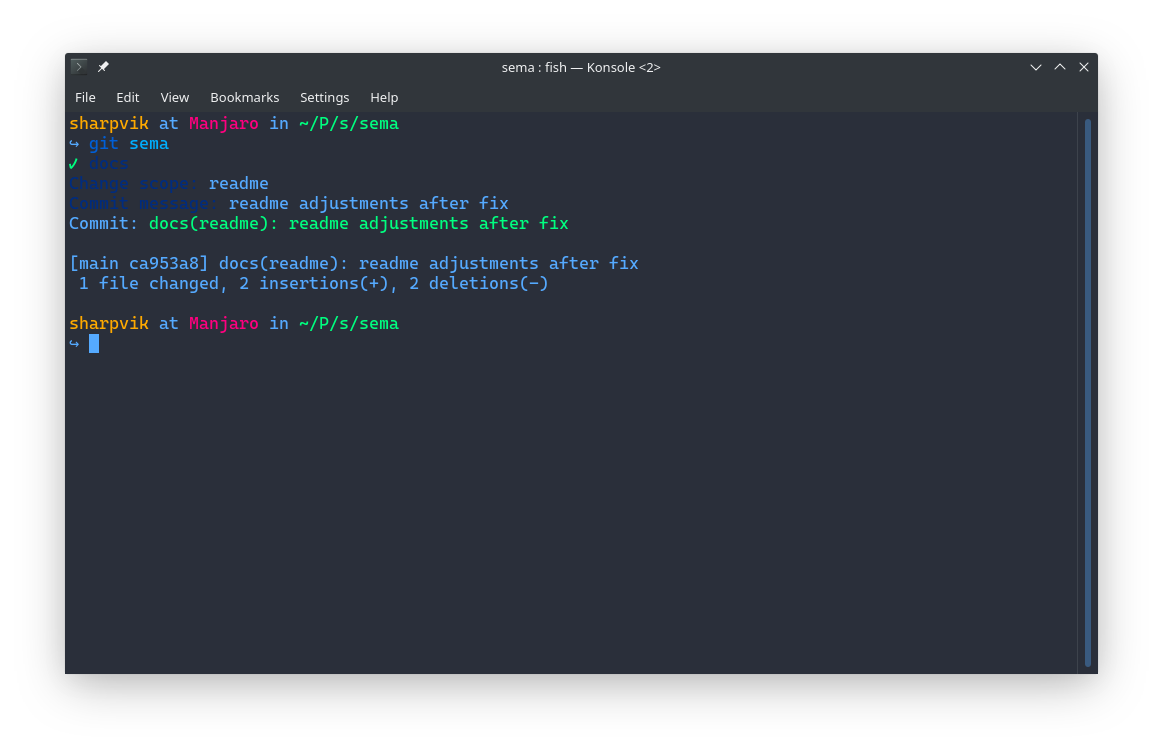 sema : fish — Konsole <2>
File Edit View Bookmarks Settings Help
sharpvik at Manjaro in ~/P/s/sema
↪ git sema
✔ docs
Change scope: readme
Commit message: readme adjustments after fix
Commit: docs(readme): readme adjustments after fix
[main ca953a8] docs(readme): readme adjustments after fix
1 file changed, 2 insertions(+), 2 deletions(-)
sharpvik at Manjaro in ~/P/s/sema
↪